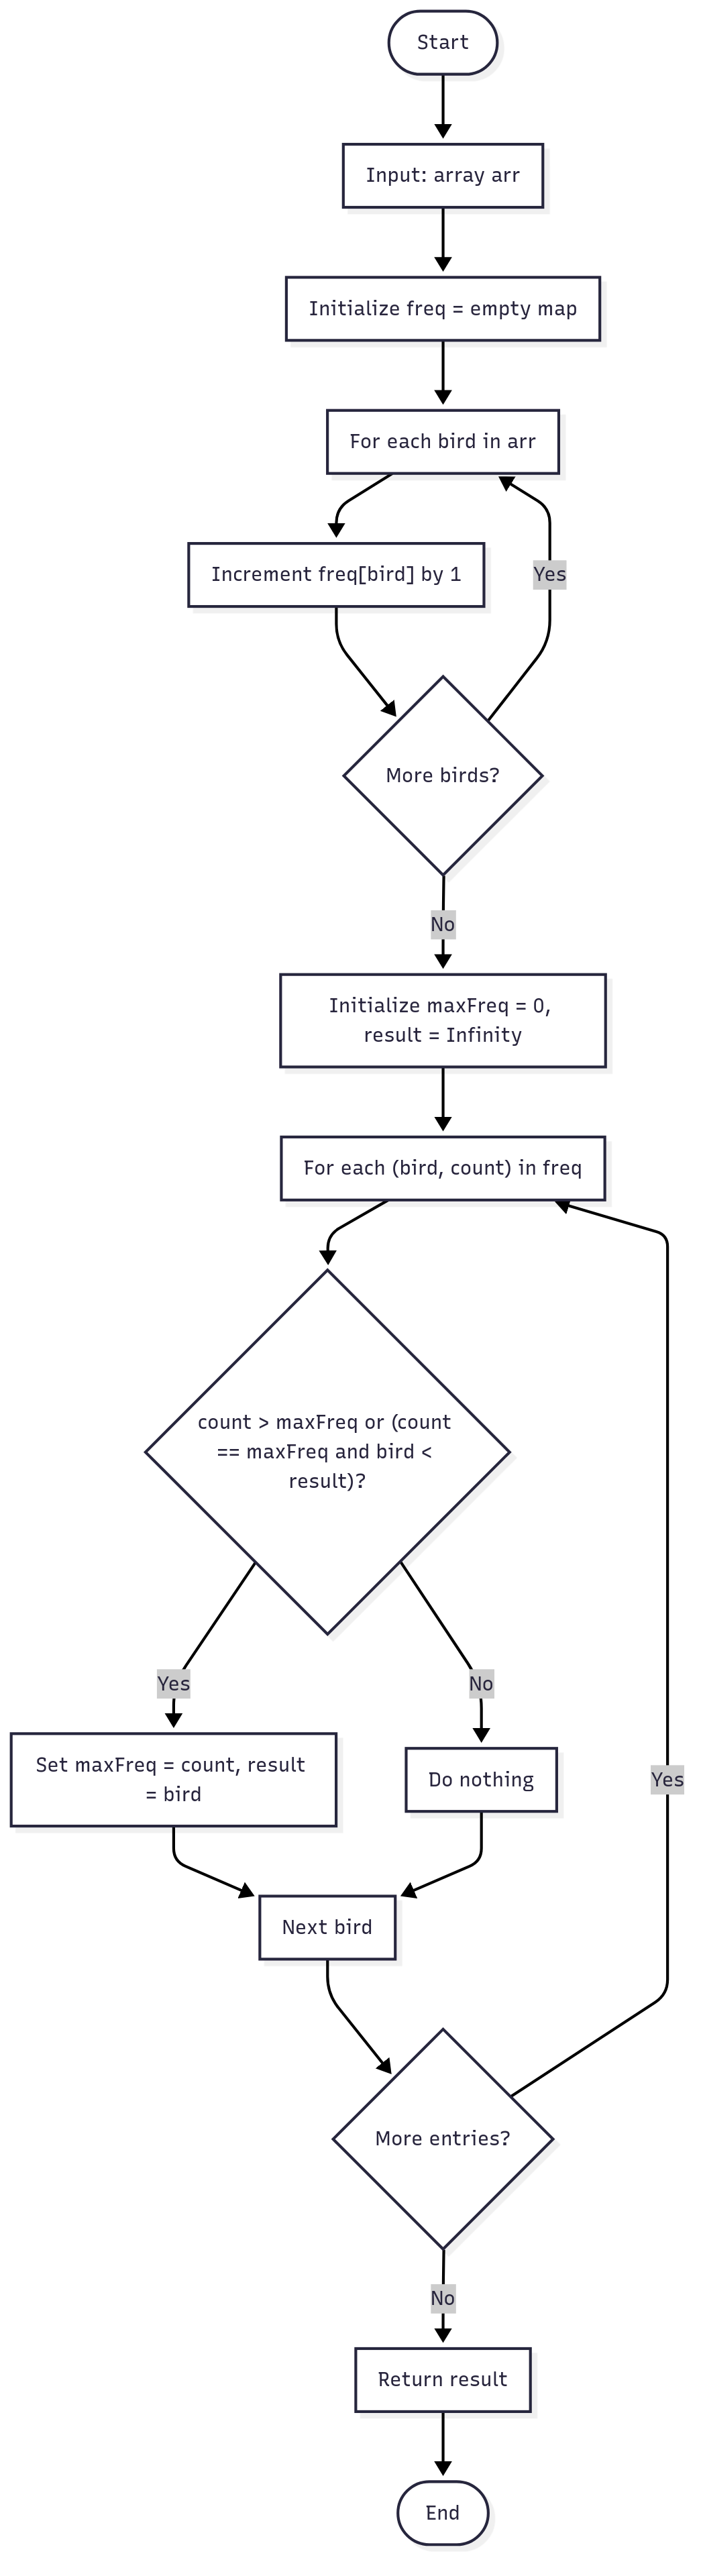 Start
Input: array arr
Initialize freq = empty map
For each bird in arr
Increment freq[bird] by 1
Yes
More birds?
No
Initialize maxFreq = 0,
result = Infinity
For each (bird, count) in freq
count > maxFreq or (count
== maxFreq and bird <
result)?
Yes
No
Set maxFreq = count, result
= bird
Do nothing
Yes
Next bird
More entries?
No
Return result
End